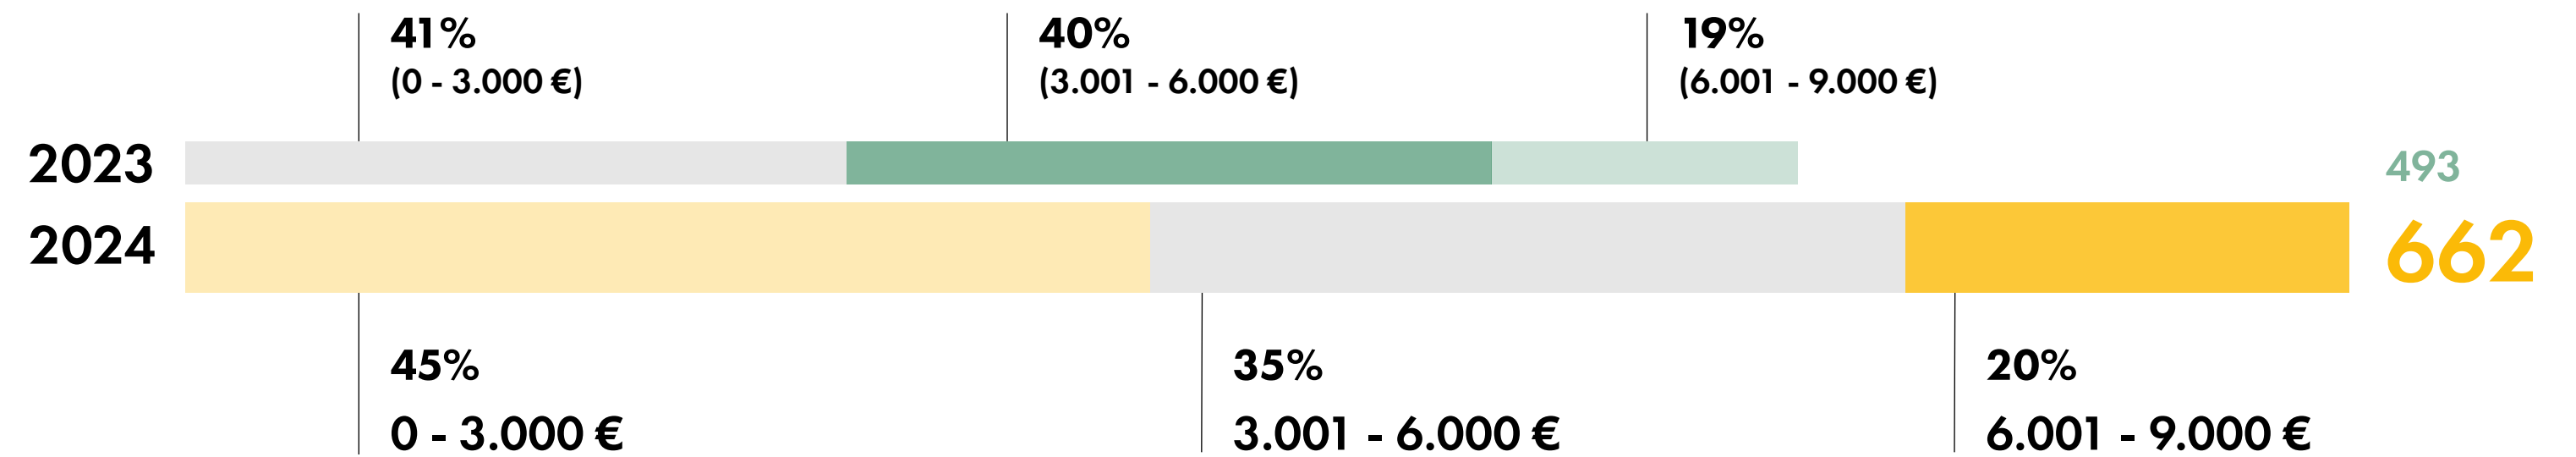 41%
(0 - 3.000 €)
40%
(3.001 - 6.000 €)
19%
(6.001 - 9.000 €)
2023
493
2024
662
45%
0 - 3.000 €
35%
3.001 - 6.000 €
20%
6.001 - 9.000 €